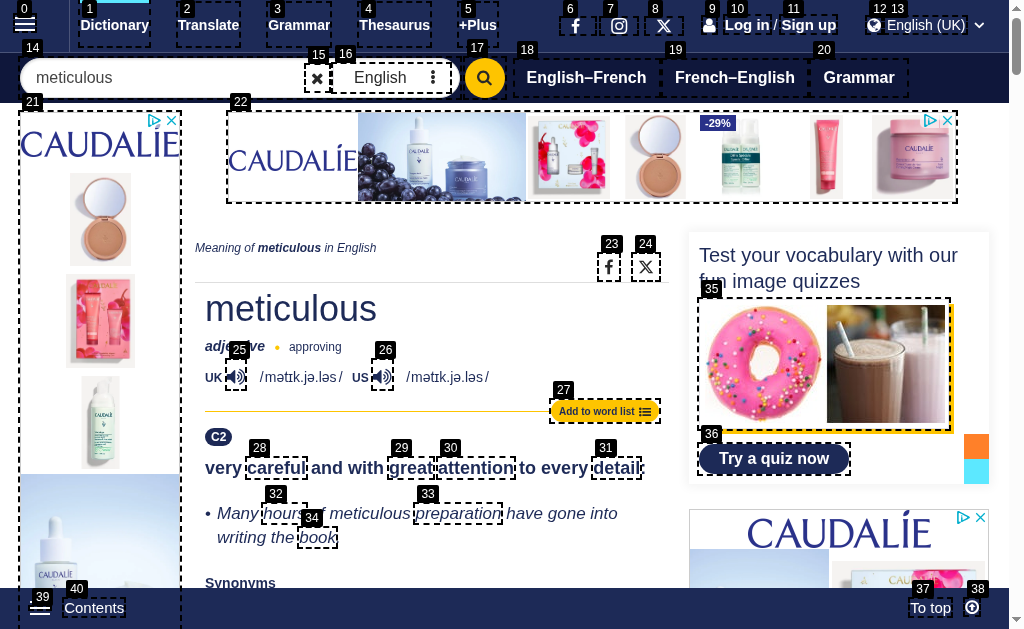 0 1 2 3 4 5 6 7 8 9 10 11 12 13
Dictionary Translate Grammar Thesaurus +Plus Log in / Sign up English (UK)
14 15 16 17 18 19 20
meticulous English English–French French–English Grammar
21 22
CAUDALÍE
CAUDALÍE
-29%
Meaning of meticulous in English
23 24
meticulous
adjective • approving
25 26
UK /mətɪk.jə.ləs/ US /mətɪk.jə.ləs/
27
Add to word list
C2
28 29 30 31
very careful and with great attention to every detail:
32 33
• Many hours of meticulous preparation have gone into
34
writing the book
Synonyms
Test your vocabulary with our
fun image quizzes
35
36
Try a quiz now
CAUDALÍE
39 40 37 38
Contents To top